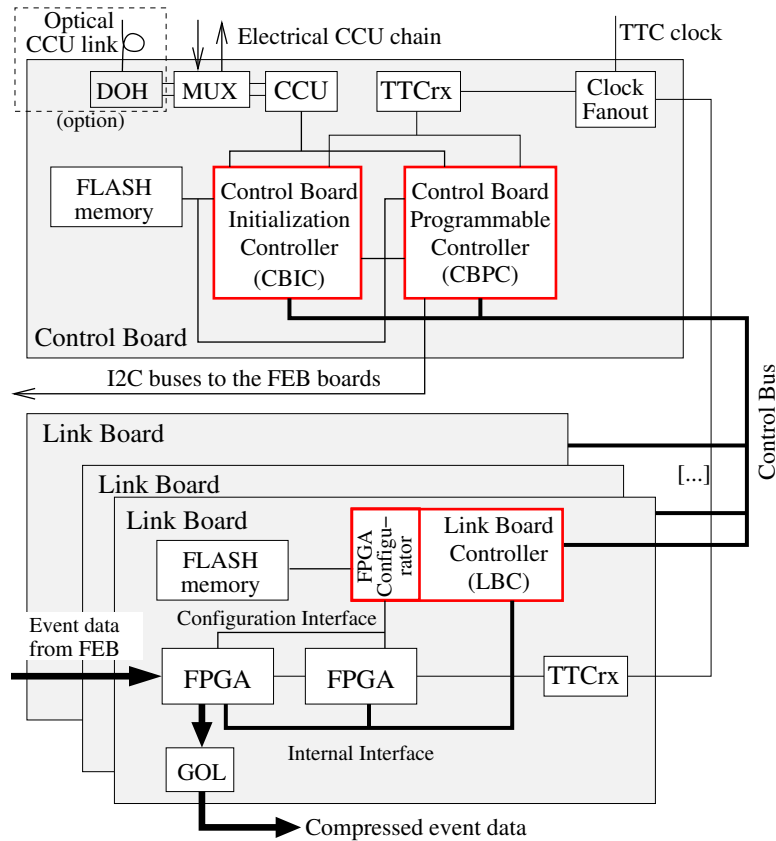 Optical
CCU link
Electrical CCU chain
TTC clock
DOH
MUX
CCU
TTCrx
Clock
Fanout
(option)
FLASH
memory
Control Board
Initialization
Controller
(CBIC)
Control Board
Programmable
Controller
(CBPC)
Control Board
I2C buses to the FEB boards
Control Bus
Link Board
Link Board
[...]
Link Board
FLASH
memory
FPGA
Configu–
rator
Link Board
Controller
(LBC)
Configuration Interface
Event data
from FEB
FPGA
FPGA
TTCrx
Internal Interface
GOL
Compressed event data